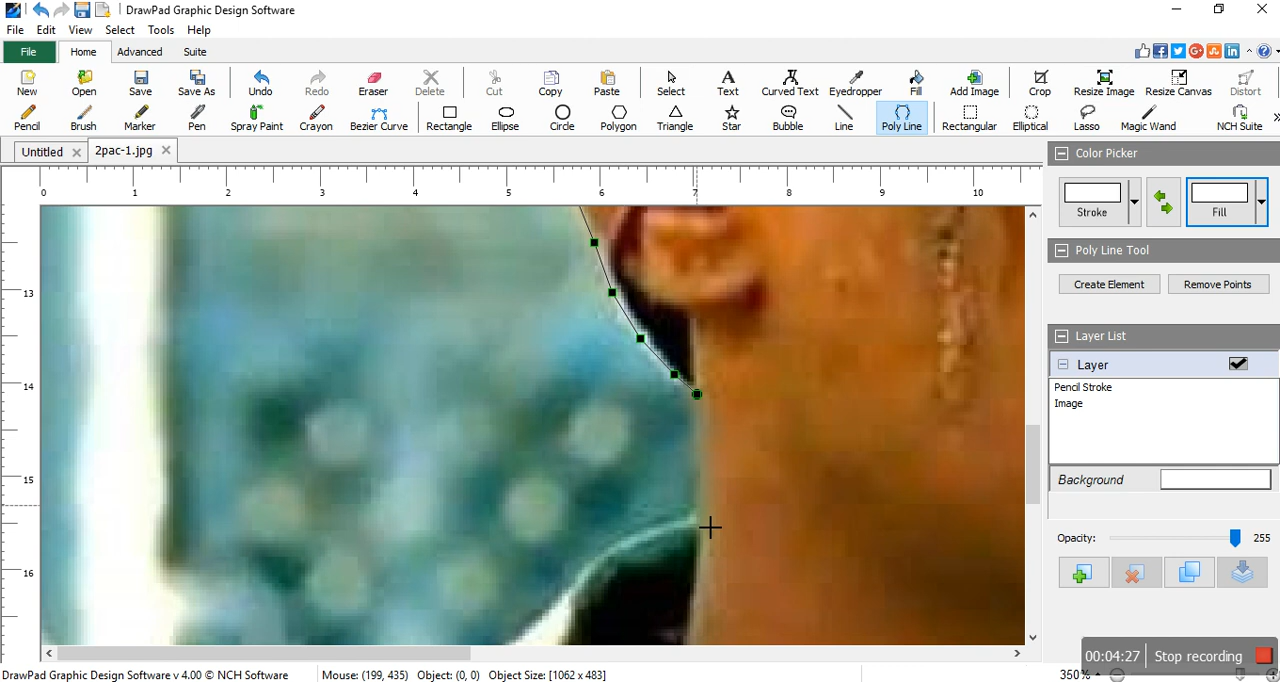 DrawPad Graphic Design Software
File Edit View Select Tools Help
File Home Advanced Suite
New Open Save Save As Undo Redo Eraser Delete Cut Copy Paste Select Text Curved Text Eyedropper Fill Add Image Crop Resize Image Resize Canvas Distort
Pencil Brush Marker Pen Spray Paint Crayon Bezier Curve Rectangle Ellipse Circle Polygon Triangle Star Bubble Line Poly Line Rectangular Elliptical Lasso Magic Wand NCH Suite
Untitled 2pac-1.jpg
Color Picker
0 1 2 3 4 5 6 7 8 9 10
Stroke Fill
Poly Line Tool
Create Element Remove Points
13
Layer List
Layer
14
Pencil Stroke
Image
15
Background
Opacity: 255
16
00:04:27 Stop recording
DrawPad Graphic Design Software v 4.00 © NCH Software Mouse: (199, 435) Object: (0, 0) Object Size: [1062 x 483] 350%